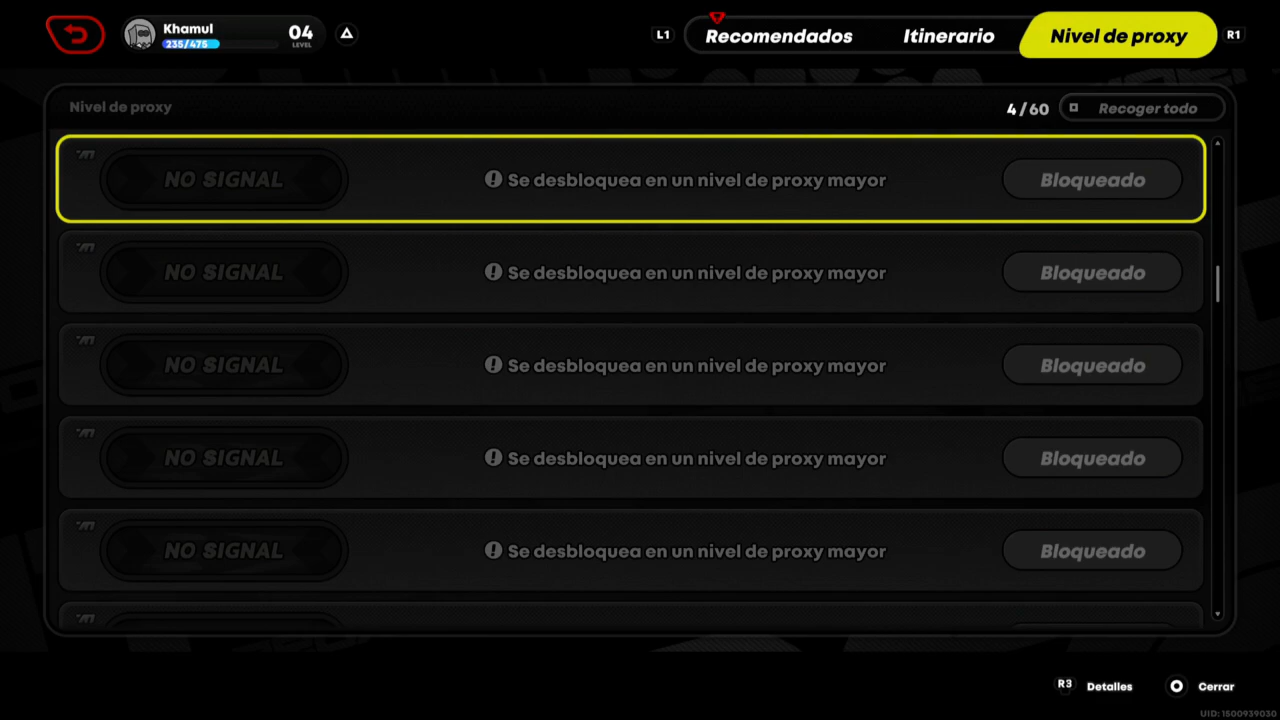 Khamul
235/475
04
LEVEL
L1
Recomendados
Itinerario
Nivel de proxy
R1
Nivel de proxy
4/60
Recoger todo
NO SIGNAL
Se desbloquea en un nivel de proxy mayor
Bloqueado
NO SIGNAL
Se desbloquea en un nivel de proxy mayor
Bloqueado
NO SIGNAL
Se desbloquea en un nivel de proxy mayor
Bloqueado
NO SIGNAL
Se desbloquea en un nivel de proxy mayor
Bloqueado
NO SIGNAL
Se desbloquea en un nivel de proxy mayor
Bloqueado
R3
Detalles
Cerrar
UID: 1500939030